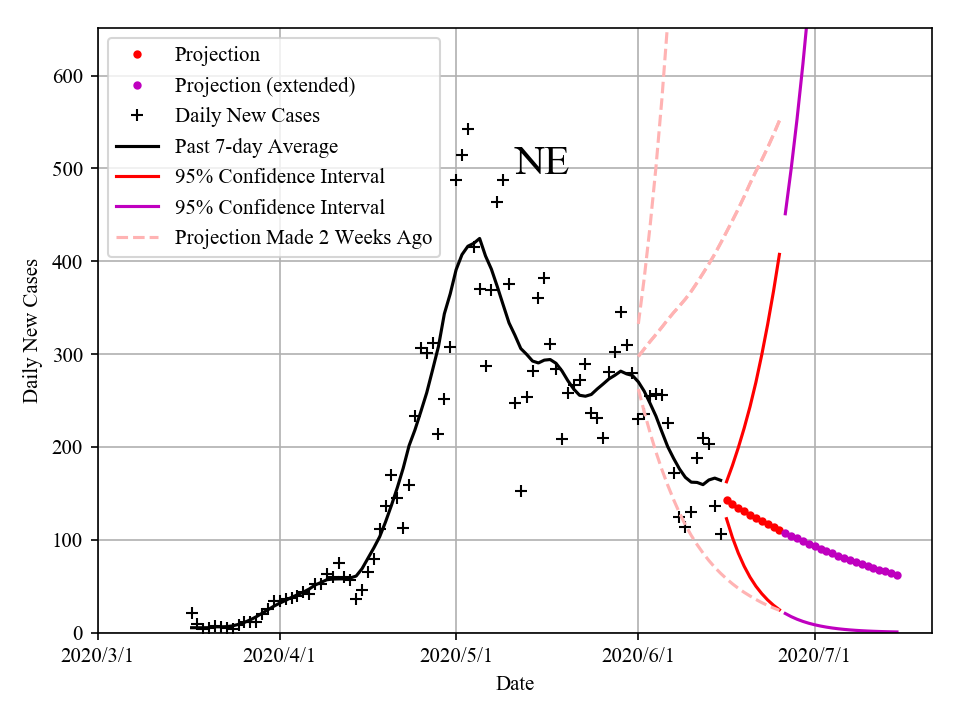 Projection
Projection (extended)
Daily New Cases
Past 7-day Average
95% Confidence Interval
95% Confidence Interval
Projection Made 2 Weeks Ago
NE
Daily New Cases
600
500
400
300
200
100
0
2020/3/1 2020/4/1 2020/5/1 2020/6/1 2020/7/1
Date